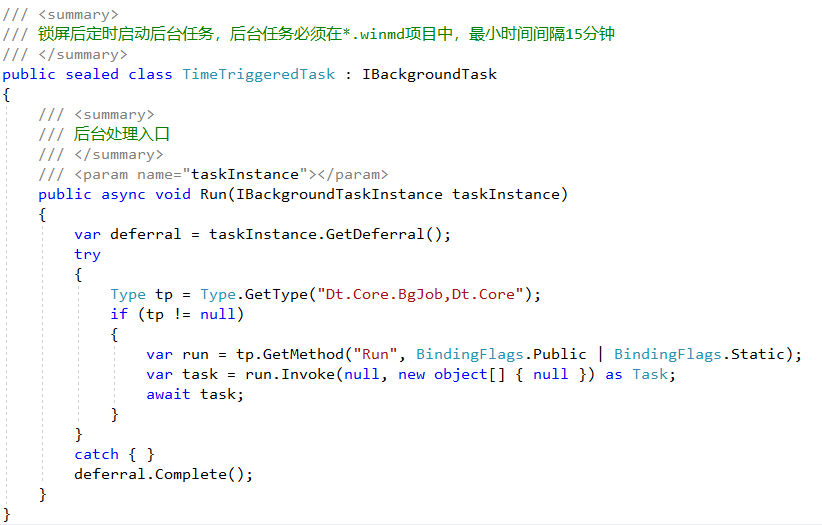 /// <summary>
/// 锁屏后定时启动后台任务，后台任务必须在*.winmd项目中，最小时间间隔15分钟
/// </summary>
public sealed class TimeTriggeredTask : IBackgroundTask
{
    /// <summary>
    /// 后台处理入口
    /// </summary>
    /// <param name="taskInstance"></param>
    public async void Run(IBackgroundTaskInstance taskInstance)
    {
        var deferral = taskInstance.GetDeferral();
        try
        {
            Type tp = Type.GetType("Dt.Core.BgJob,Dt.Core");
            if (tp != null)
            {
                var run = tp.GetMethod("Run", BindingFlags.Public | BindingFlags.Static);
                var task = run.Invoke(null, new object[] { null }) as Task;
                await task;
            }
        }
        catch { }
        deferral.Complete();
    }
}